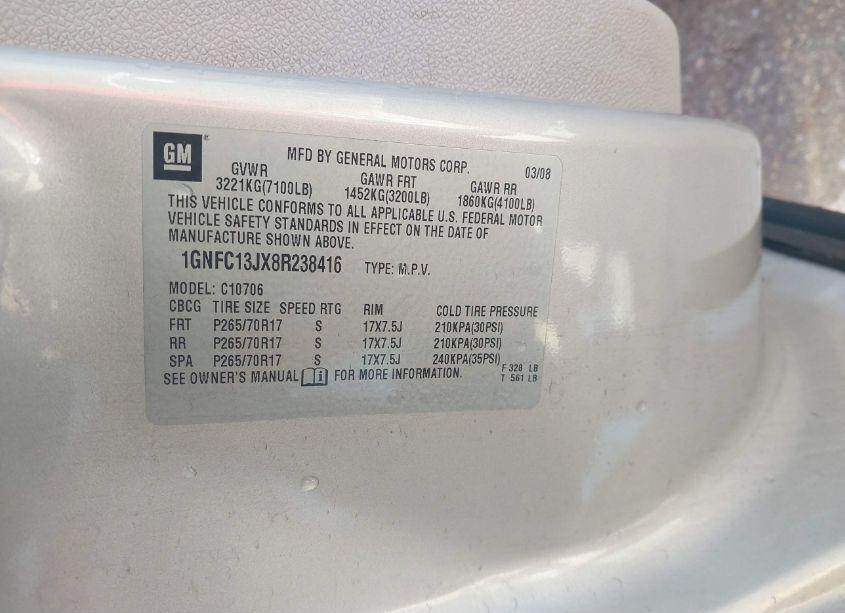 GM
MFD BY GENERAL MOTORS CORP. 03/08
GVWR GAWR FRT GAWR RR
3221KG(7100LB) 1452KG(3200LB) 1860KG(4100LB)
THIS VEHICLE CONFORMS TO ALL APPLICABLE U.S. FEDERAL MOTOR
VEHICLE SAFETY STANDARDS IN EFFECT ON THE DATE OF
MANUFACTURE SHOWN ABOVE.
1GNFC13JX8R238416 TYPE: M.P.V.
MODEL: C10706
CBCG TIRE SIZE SPEED RTG RIM COLD TIRE PRESSURE
FRT P265/70R17 S 17X7.5J 210KPA(30PSI)
RR P265/70R17 S 17X7.5J 210KPA(30PSI)
SPA P265/70R17 S 17X7.5J 240KPA(35PSI)
F 328 LB
SEE OWNER'S MANUAL FOR MORE INFORMATION. T 561 LB